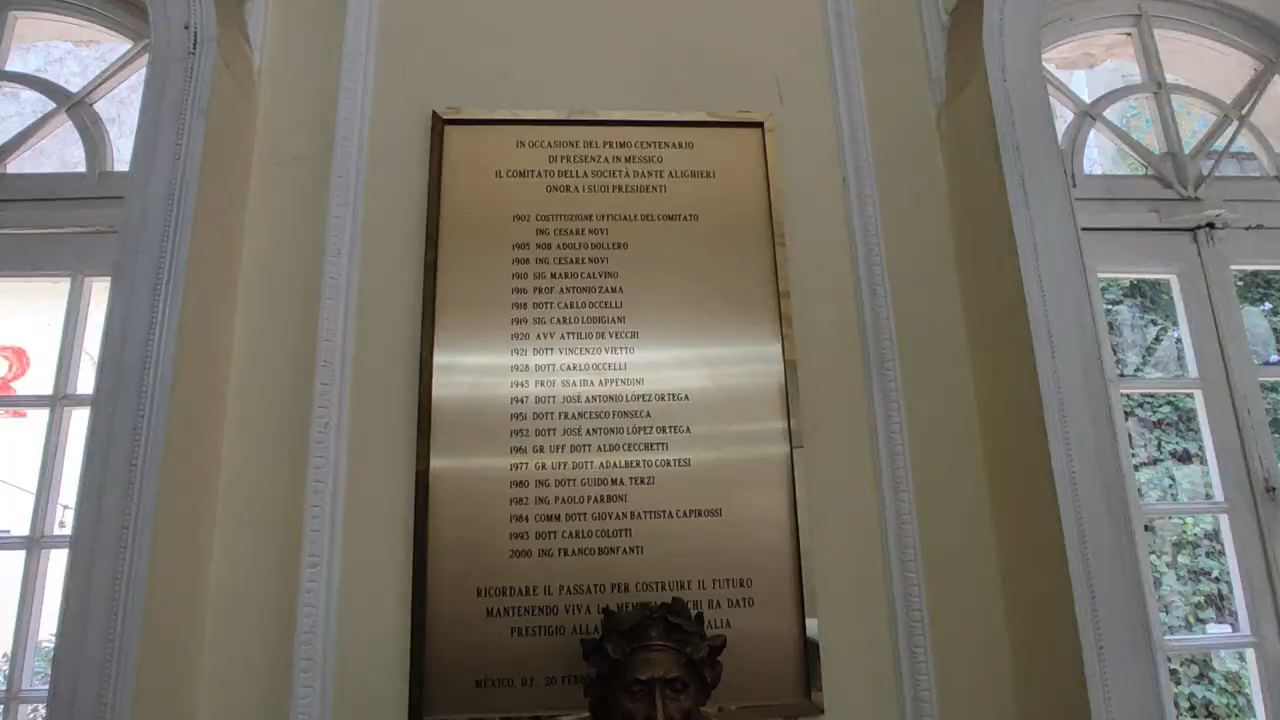 IN OCCASIONE DEL PRIMO CENTENARIO
DI PRESENZA IN MESSICO
IL COMITATO DELLA SOCIETÀ DANTE ALIGHIERI
ONORA I SUOI PRESIDENTI
1902 COSTITUZIONE UFFICIALE DEL COMITATO
ING CESARE NOVI
1905 NOB ADOLFO DOLLERO
1908 ING. CESARE NOVI
1910 SIG MARIO CALVINO
1916 PROF. ANTONIO ZAMA
1918 DOTT. CARLO OCCELLI
1919 SIG. CARLO LODIGIANI
1920 AVV ATTILIO DE VECCHI
1921 DOTT. VINCENZO VIETTO
1928 DOTT. CARLO OCCELLI
1945 PROF SSA IDA APPENDINI
1947 DOTT. JOSÉ ANTONIO LÓPEZ ORTEGA
1951 DOTT. FRANCESCO FONSECA
1952 DOTT. JOSÉ ANTONIO LÓPEZ ORTEGA
1961 GR. UFF. DOTT. ALDO CECCHETTI
1977 GR. UFF. DOTT. ADALBERTO CORTESI
1980 ING. DOTT. GUIDO MA. TERZI
1982 ING. PAOLO PARBONI
1984 COMM. DOTT. GIOVAN BATTISTA CAPIROSSI
1993 DOTT CARLO COLOTTI
2000 ING FRANCO BONFANTI
RICORDARE IL PASSATO PER COSTRUIRE IL FUTURO
MANTENENDO VIVA LA CHI HA DATO
PRESTIGIO ALLA
MÉXICO, D.F. 20